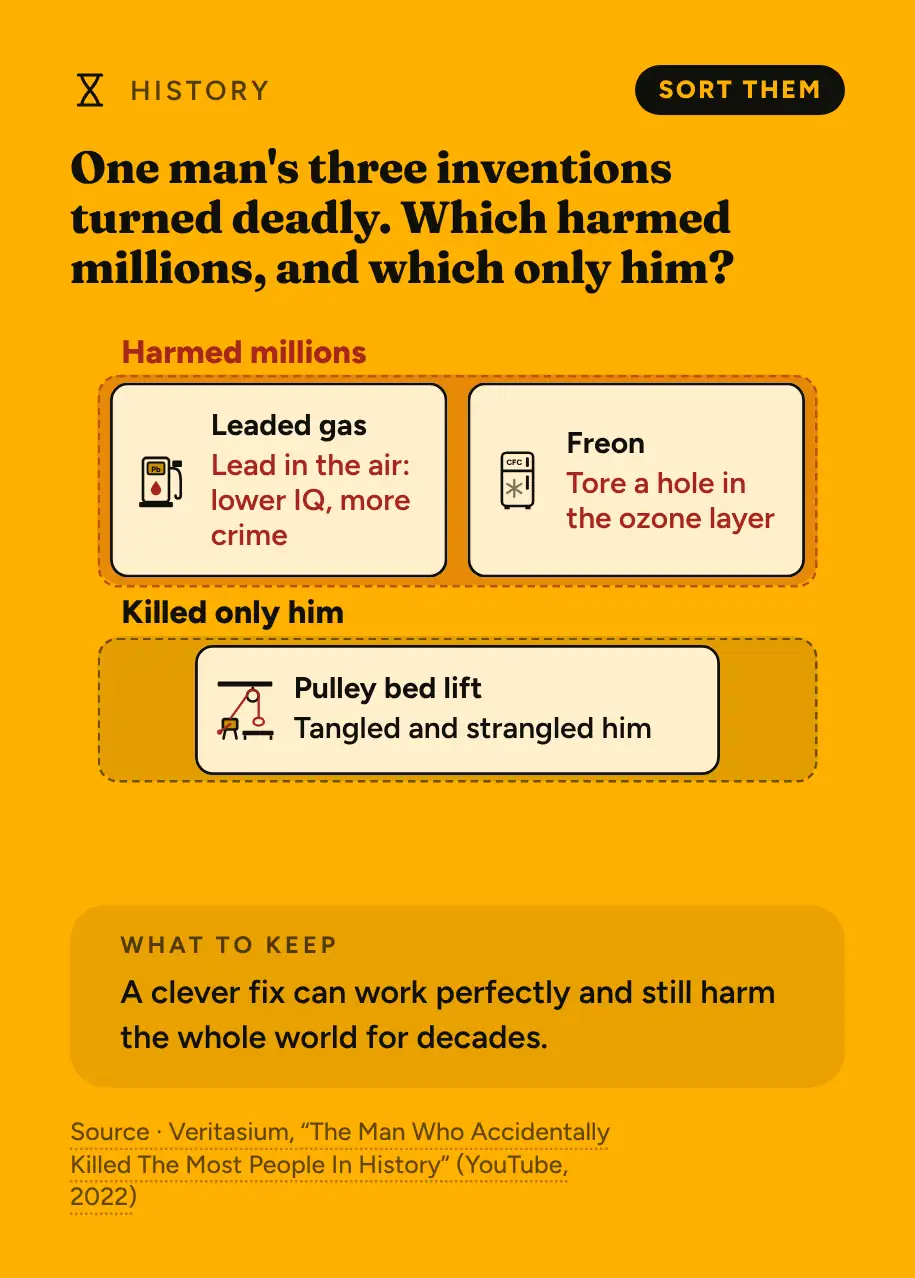 HISTORY
SORT THEM
One man's three inventions
turned deadly. Which harmed
millions, and which only him?
Harmed millions
Pb
Leaded gas
Lead in the air:
lower IQ, more
crime
CFC
Freon
Tore a hole in
the ozone layer
Killed only him
Pulley bed lift
Tangled and strangled him
WHAT TO KEEP
A clever fix can work perfectly and still harm
the whole world for decades.
Source · Veritasium, “The Man Who Accidentally
Killed The Most People In History” (YouTube,
2022)